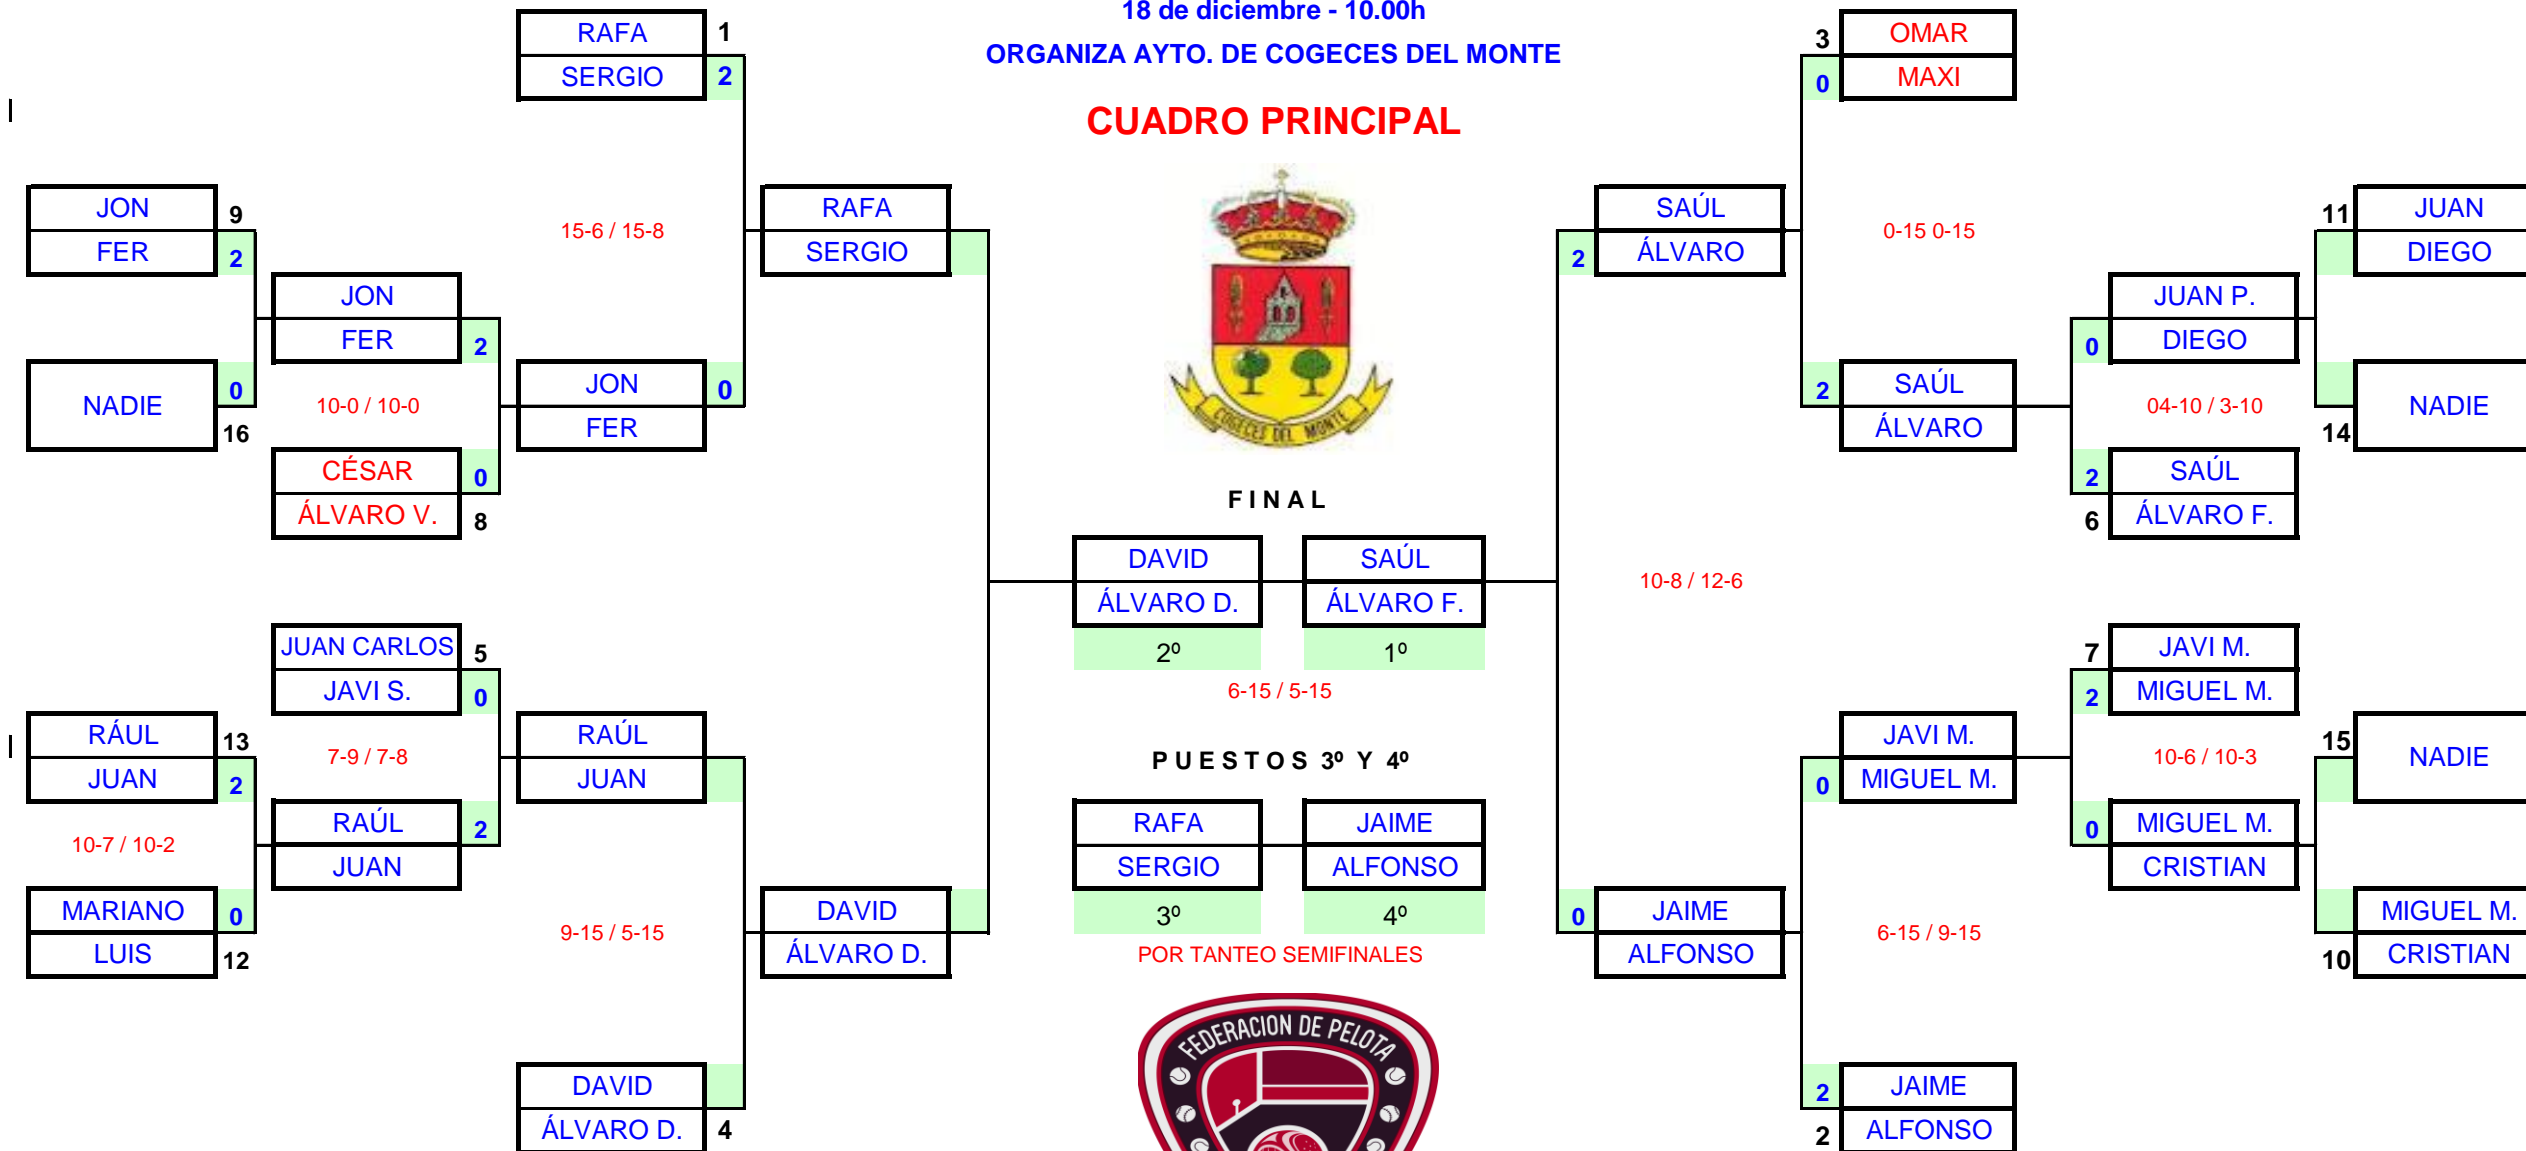 18 de diciembre - 10.00h
ORGANIZA AYTO. DE COGECES DEL MONTE
CUADRO PRINCIPAL
RAFA 1
SERGIO 2
3 OMAR
0 MAXI
JON 9
FER 2
15-6 / 15-8
RAFA
SERGIO
SAÚL
2 ÁLVARO
0-15 0-15
11 JUAN
DIEGO
JON
FER 2
JUAN P.
0 DIEGO
NADIE 0
16
10-0 / 10-0
JON 0
FER
COGECES DEL MONTE
2 SAÚL
ÁLVARO
04-10 / 3-10
NADIE
14
CÉSAR 0
ÁLVARO V. 8
2 SAÚL
6 ÁLVARO F.
FINAL
DAVID
ÁLVARO D.
2º
SAÚL
ÁLVARO F.
1º
6-15 / 5-15
10-8 / 12-6
JUAN CARLOS 5
JAVI S. 0
7 JAVI M.
2 MIGUEL M.
RÁUL 13
JUAN 2
7-9 / 7-8
RAÚL
JUAN
PUESTOS 3º Y 4º
JAVI M.
0 MIGUEL M.
10-6 / 10-3
15 NADIE
10-7 / 10-2
RAÚL 2
JUAN
RAFA
SERGIO
3º
JAIME
ALFONSO
4º
POR TANTEO SEMIFINALES
0 MIGUEL M.
CRISTIAN
MARIANO 0
LUIS 12
9-15 / 5-15
DAVID
ÁLVARO D.
0 JAIME
ALFONSO
6-15 / 9-15
MIGUEL M.
10 CRISTIAN
FEDERACION DE PELOTA
DAVID
ÁLVARO D. 4
2 JAIME
2 ALFONSO